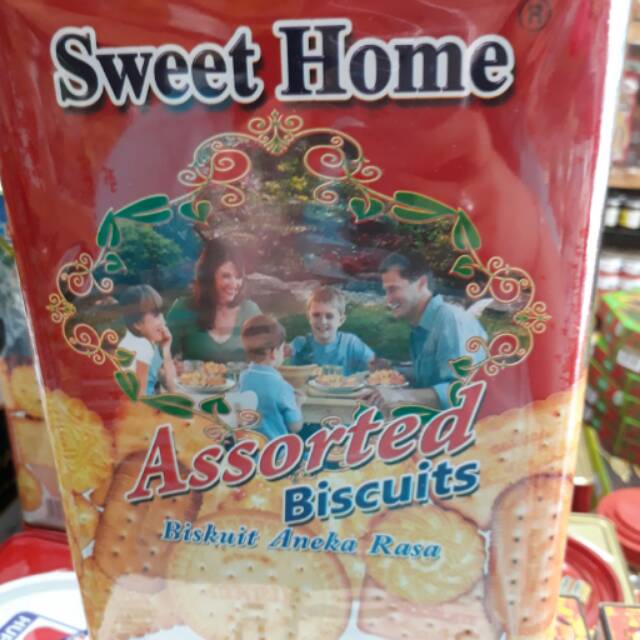 Sweet Home ®
Assorted
Biscuits
Biskuit Aneka Rasa